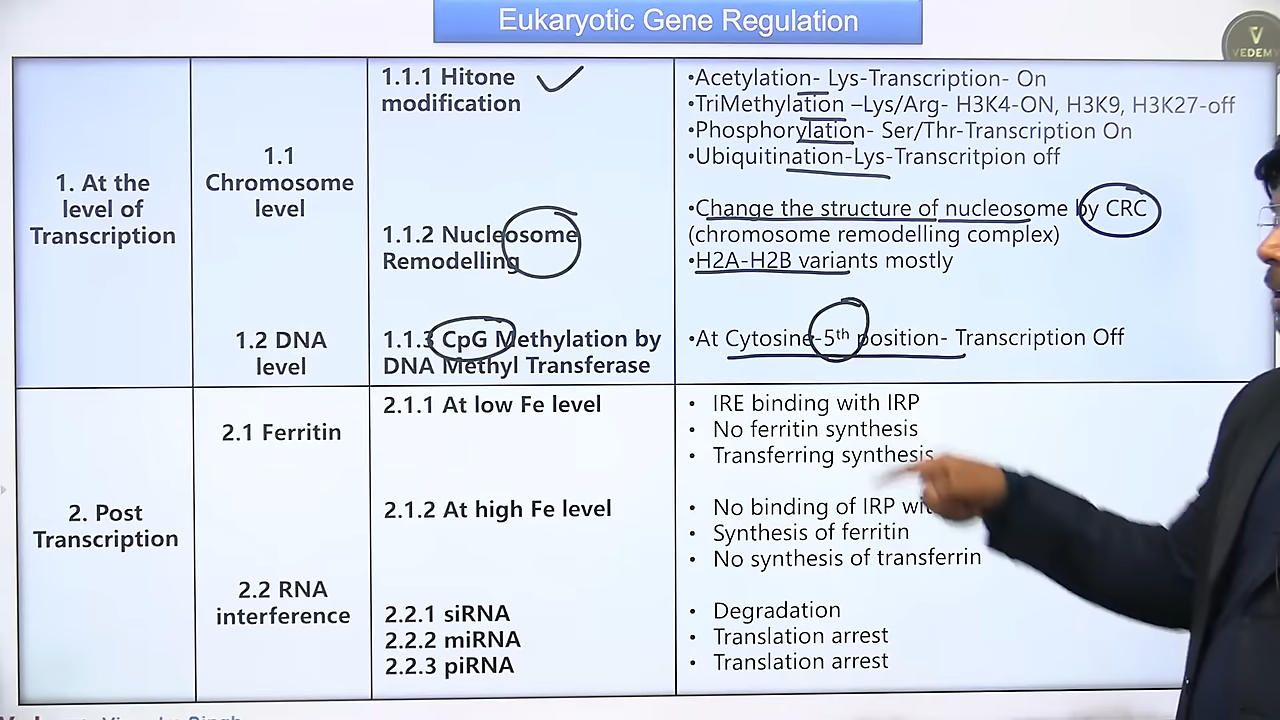 Eukaryotic Gene Regulation
VEDEMY
1. At the
level of
Transcription
1.1
Chromosome
level
1.1.1 Hitone
modification
•Acetylation- Lys-Transcription- On
•TriMethylation –Lys/Arg- H3K4-ON, H3K9, H3K27-off
•Phosphorylation- Ser/Thr-Transcription On
•Ubiquitination-Lys-Transcritpion off
1.1.2 Nucleosome
Remodelling
•Change the structure of nucleosome by CRC
(chromosome remodelling complex)
•H2A-H2B variants mostly
1.2 DNA
level
1.1.3 CpG Methylation by
DNA Methyl Transferase
•At Cytosine-5th position- Transcription Off
2. Post
Transcription
2.1 Ferritin
2.1.1 At low Fe level
• IRE binding with IRP
• No ferritin synthesis
• Transferring synthesis
2.1.2 At high Fe level
• No binding of IRP
• Synthesis of ferritin
• No synthesis of transferrin
2.2 RNA
interference
2.2.1 siRNA
2.2.2 miRNA
2.2.3 piRNA
• Degradation
• Translation arrest
• Translation arrest